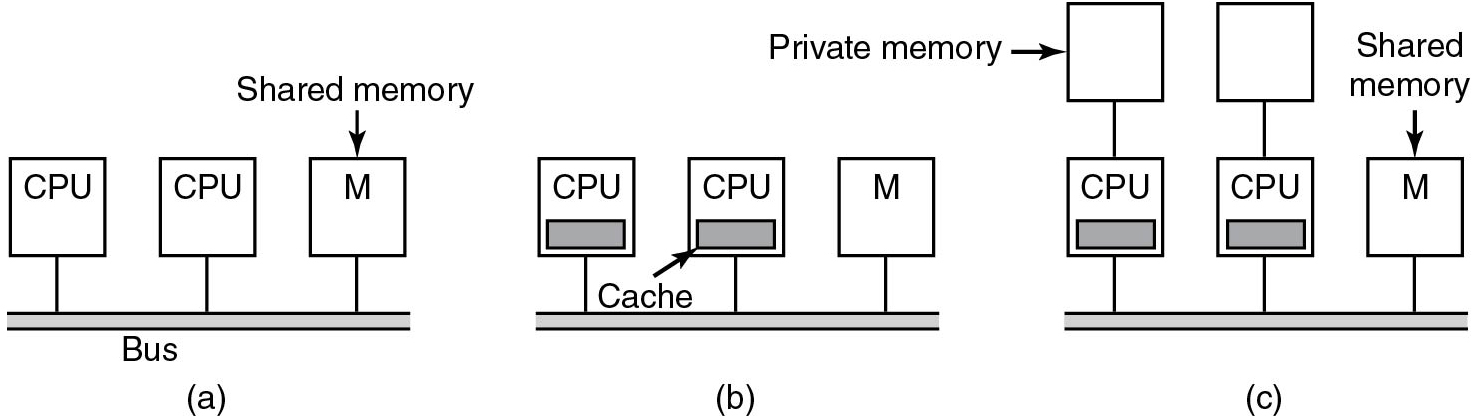 Private memory
Shared
memory
Shared memory
CPU
CPU
M
CPU
CPU
M
CPU
CPU
M
Cache
Bus
(a)
(b)
(c)